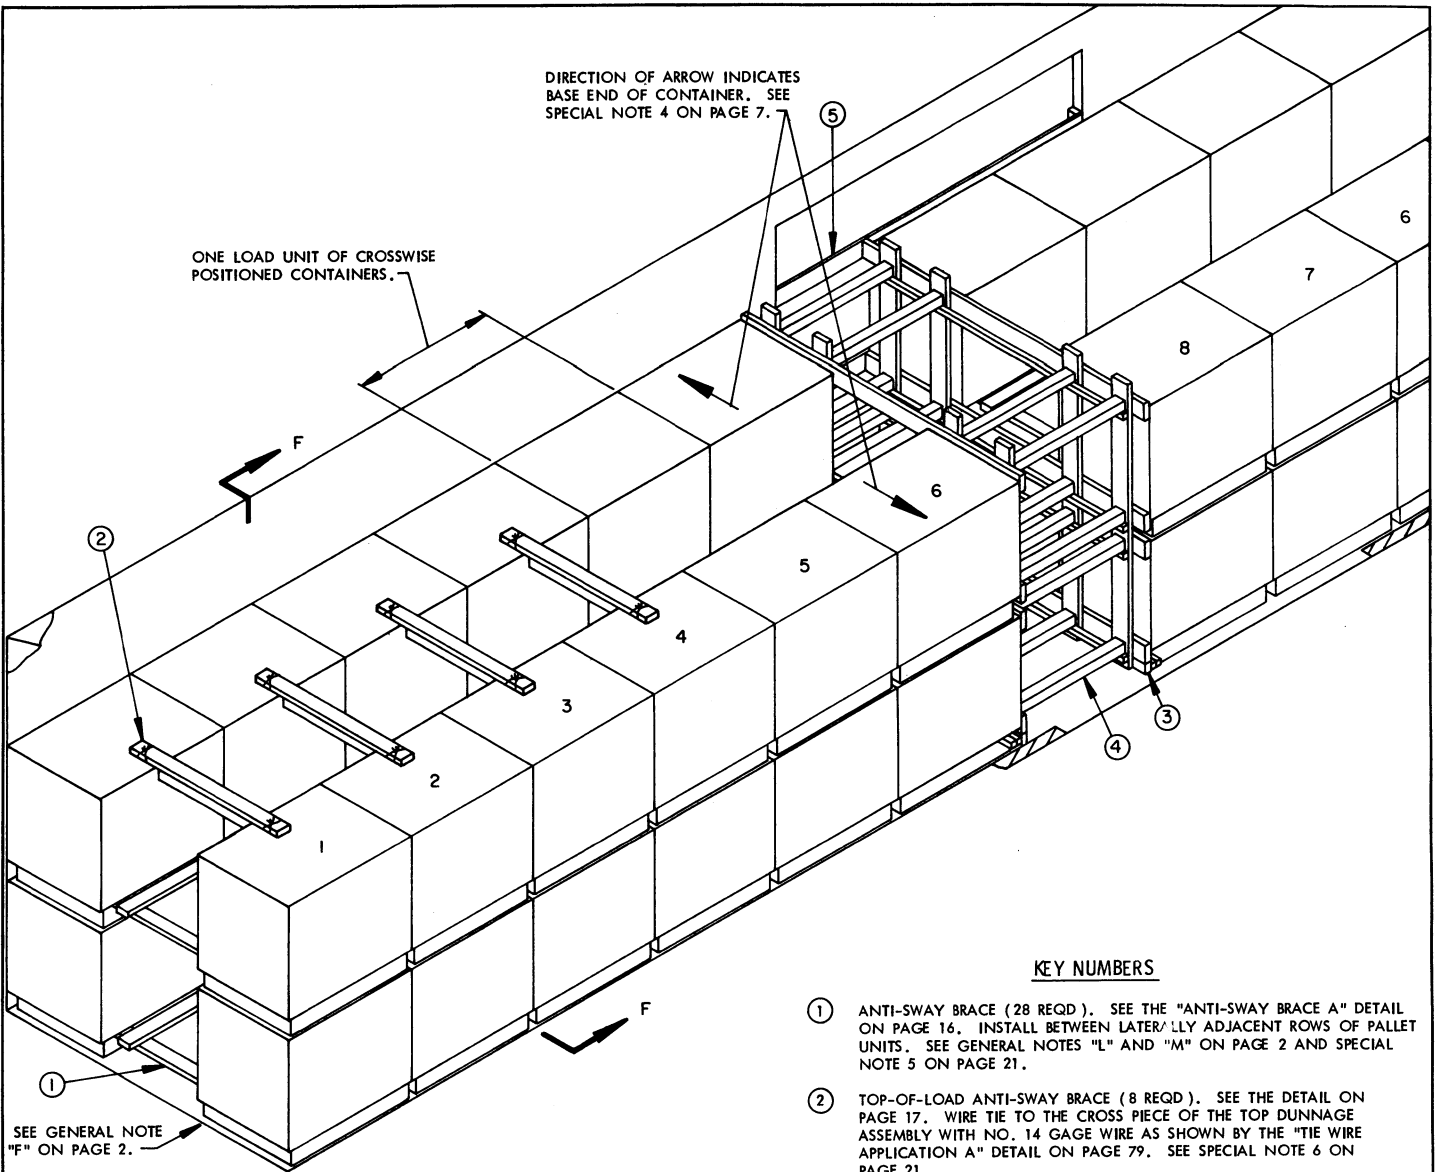 DIRECTION OF ARROW INDICATES
BASE END OF CONTAINER. SEE
SPECIAL NOTE 4 ON PAGE 7.
5
ONE LOAD UNIT OF CROSSWISE
POSITIONED CONTAINERS.
6
7
8
F
2
6
5
4
3
2
1
3
4
F
1
SEE GENERAL NOTE
"F" ON PAGE 2.
KEY NUMBERS
1 ANTI-SWAY BRACE (28 REQD). SEE THE "ANTI-SWAY BRACE A" DETAIL
ON PAGE 16. INSTALL BETWEEN LATERALLY ADJACENT ROWS OF PALLET
UNITS. SEE GENERAL NOTES "L" AND "M" ON PAGE 2 AND SPECIAL
NOTE 5 ON PAGE 21.
2 TOP-OF-LOAD ANTI-SWAY BRACE (8 REQD). SEE THE DETAIL ON
PAGE 17. WIRE TIE TO THE CROSS PIECE OF THE TOP DUNNAGE
ASSEMBLY WITH NO. 14 GAGE WIRE AS SHOWN BY THE "TIE WIRE
APPLICATION A" DETAIL ON PAGE 79. SEE SPECIAL NOTE 6 ON
PAGE 21